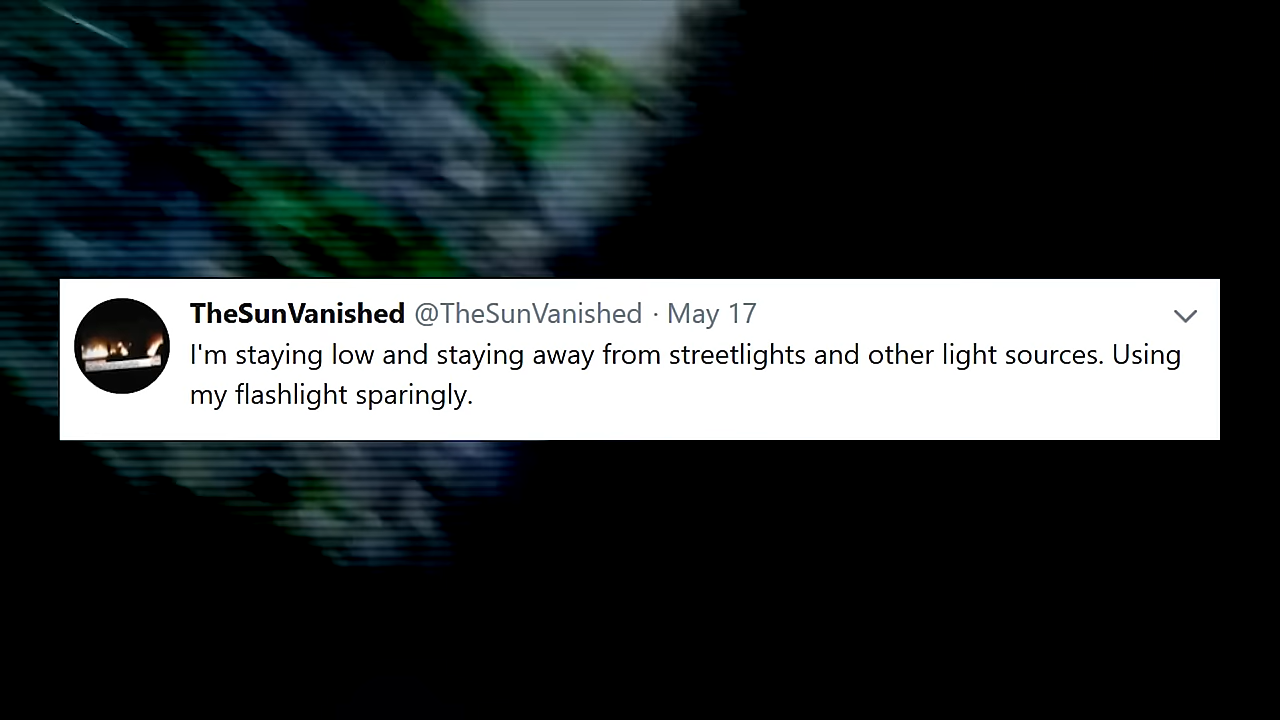 TheSunVanished @TheSunVanished · May 17
I'm staying low and staying away from streetlights and other light sources. Using
my flashlight sparingly.